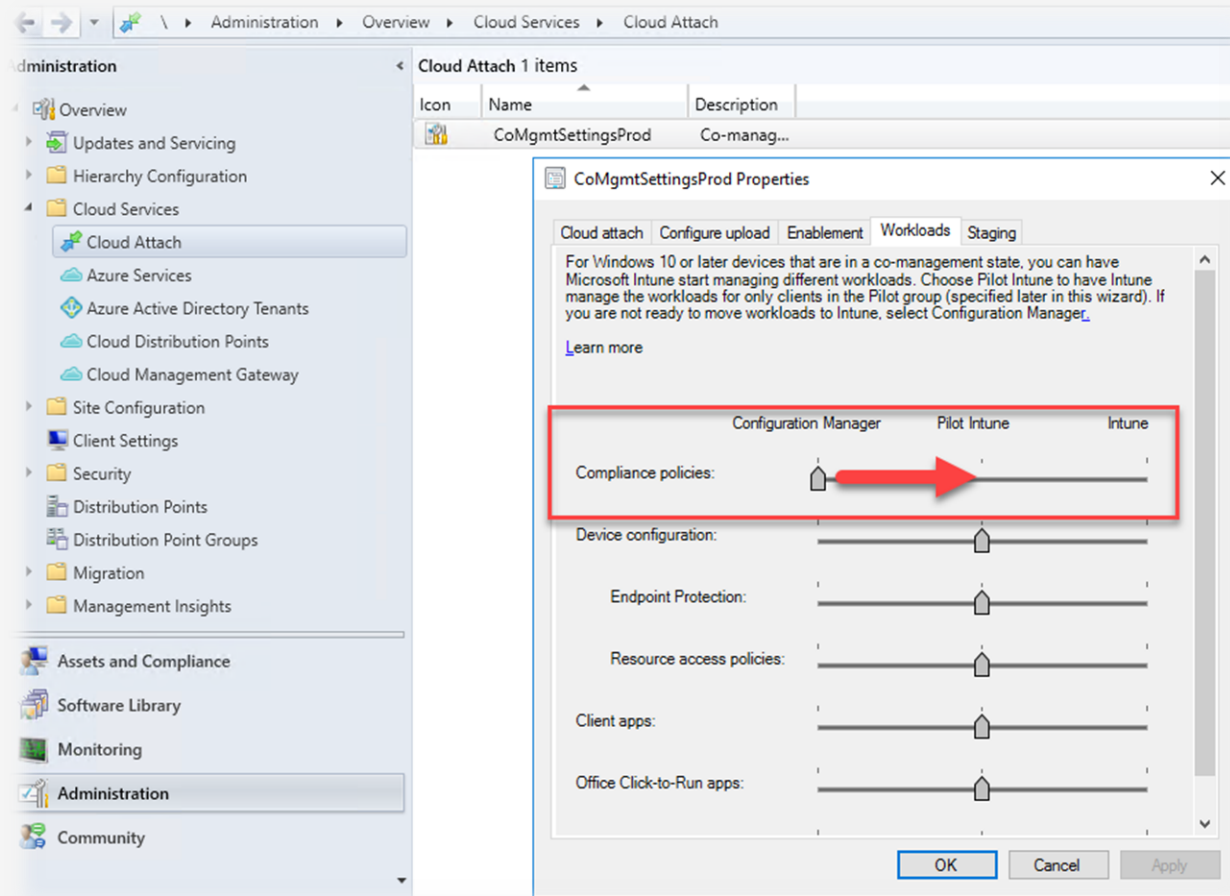 \ Administration Overview Cloud Services Cloud Attach
dministration
Overview
Updates and Servicing
Hierarchy Configuration
Cloud Services
Cloud Attach
Azure Services
Azure Active Directory Tenants
Cloud Distribution Points
Cloud Management Gateway
Site Configuration
Client Settings
Security
Distribution Points
Distribution Point Groups
Migration
Management Insights
Assets and Compliance
Software Library
Monitoring
Administration
Community
Cloud Attach 1 items
Icon Name Description
CoMgmtSettingsProd Co-manag...
CoMgmtSettingsProd Properties
Cloud attach Configure upload Enablement Workloads Staging
For Windows 10 or later devices that are in a co-management state, you can have
Microsoft Intune start managing different workloads. Choose Pilot Intune to have Intune
manage the workloads for only clients in the Pilot group (specified later in this wizard). If
you are not ready to move workloads to Intune, select Configuration Manager.
Learn more
Configuration Manager Pilot Intune Intune
Compliance policies:
Device configuration:
Endpoint Protection:
Resource access policies:
Client apps:
Office Click-to-Run apps:
OK Cancel Apply